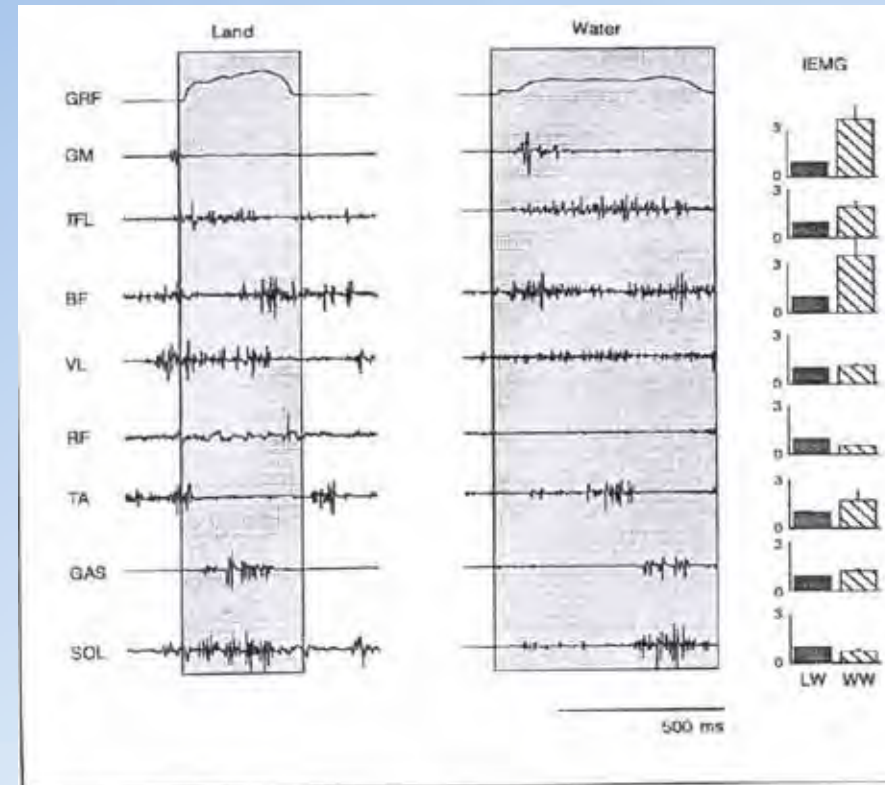 Land
Water
IEMG
GRF
GM
TFL
BF
VL
RF
TA
GAS
SOL
3
0
3
0
3
0
3
0
3
0
3
0
3
0
3
0
LW WW
500 ms